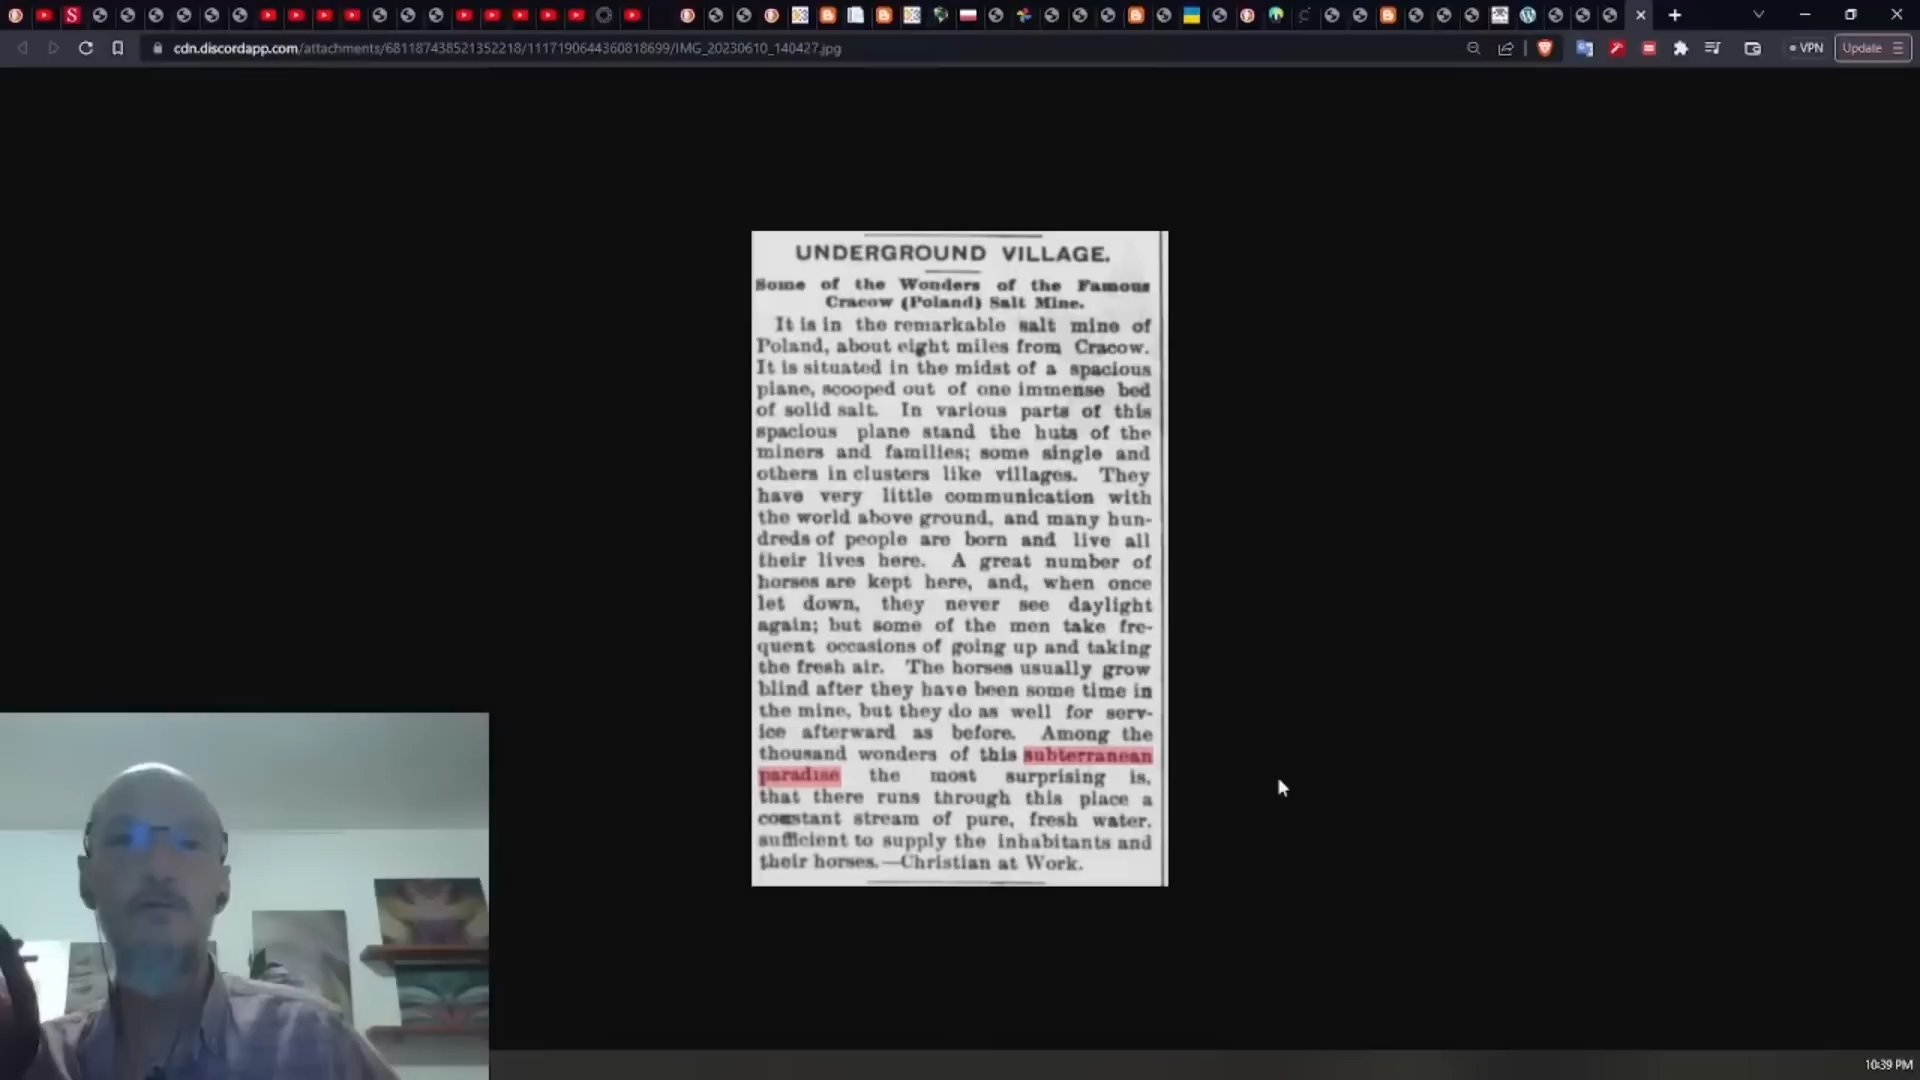 cdn.discordapp.com/attachments/681187438521352218/1117190644360818699/IMG_20230610_140427.jpg
VPN
Update
UNDERGROUND VILLAGE.
Some of the Wonders of the Famous
Cracow (Poland) Salt Mine.
It is in the remarkable salt mine of
Poland, about eight miles from Cracow.
It is situated in the midst of a spacious
plane, scooped out of one immense bed
of solid salt. In various parts of this
spacious plane stand the huts of the
miners and families; some single and
others in clusters like villages. They
have very little communication with
the world above ground, and many hun-
dreds of people are born and live all
their lives here. A great number of
horses are kept here, and, when once
let down, they never see daylight
again; but some of the men take fre-
quent occasions of going up and taking
the fresh air. The horses usually grow
blind after they have been some time in
the mine, but they do as well for serv-
ice afterward as before. Among the
thousand wonders of this subterranean
paradise the most surprising is,
that there runs through this place a
constant stream of pure, fresh water,
sufficient to supply the inhabitants and
their horses.—Christian at Work.
10:39 PM